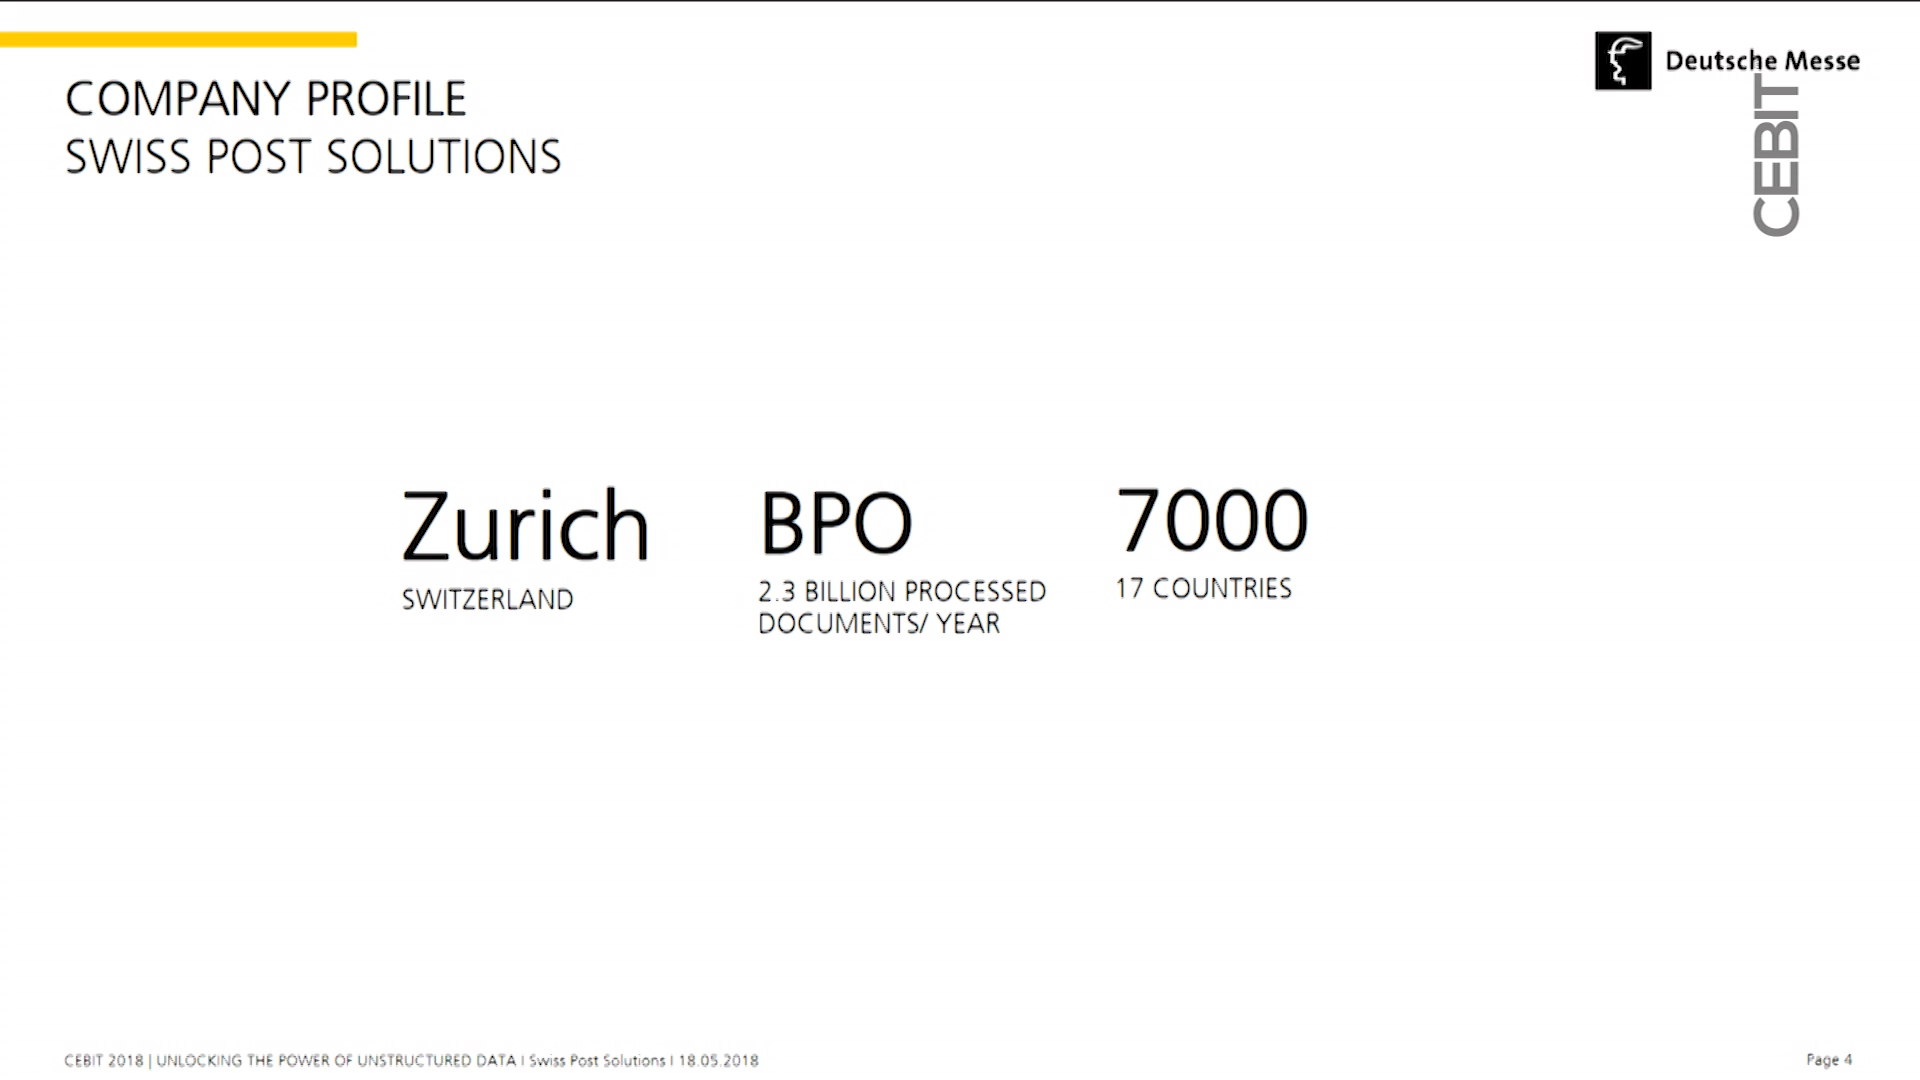 COMPANY PROFILE
SWISS POST SOLUTIONS
Deutsche Messe
CEBIT
Zurich
SWITZERLAND
BPO
2.3 BILLION PROCESSED
DOCUMENTS/ YEAR
7000
17 COUNTRIES
CEBIT 2018 | UNLOCKING THE POWER OF UNSTRUCTURED DATA I Swiss Post Solutions I 18.05.2018
Page 4